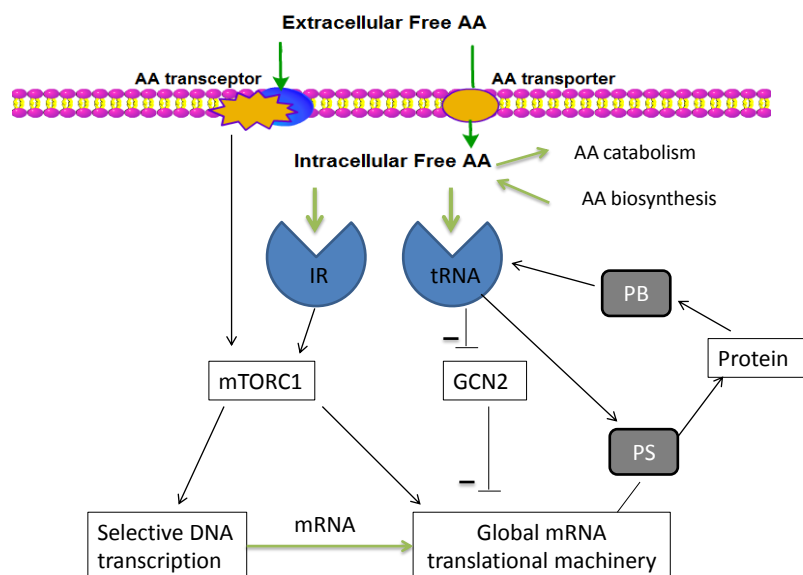 Extracellular Free AA
AA transceptor
AA transporter
Intracellular Free AA
AA catabolism
AA biosynthesis
IR
tRNA
PB
Protein
mTORC1
GCN2
PS
Selective DNA
transcription
mRNA
Global mRNA
translational machinery